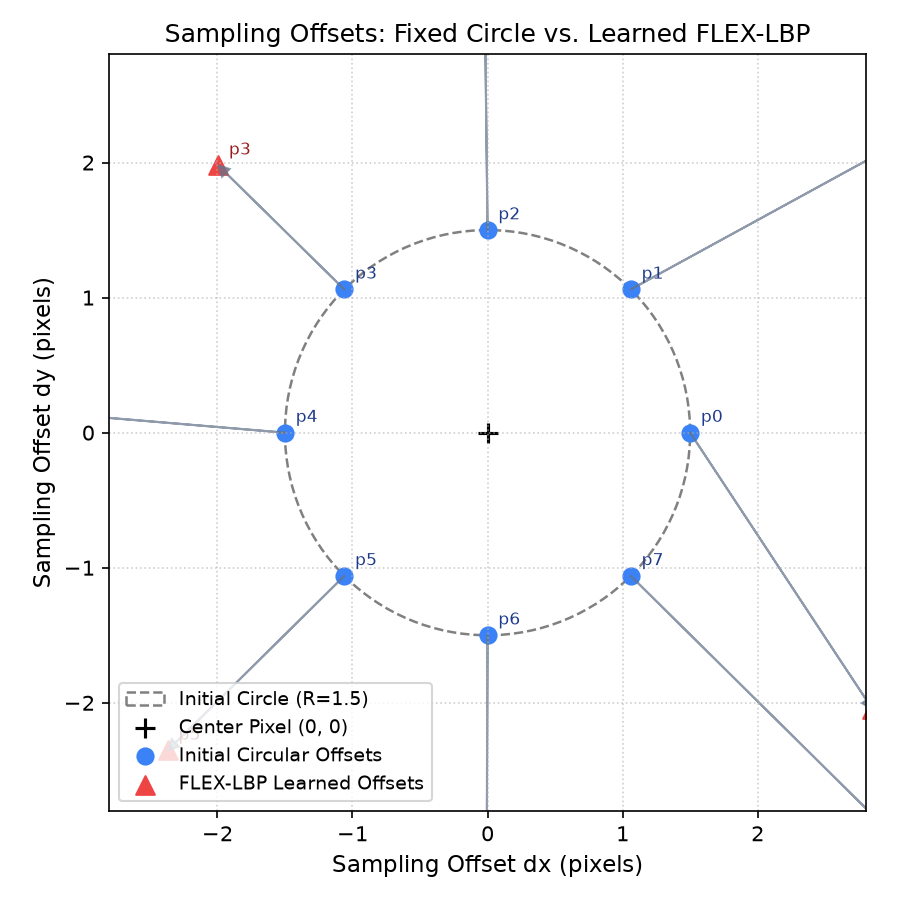 Sampling Offsets: Fixed Circle vs. Learned FLEX-LBP
p3
p2
p3
p1
p4
p0
p5
p7
p6
p5
2
1
0
−1
−2
Sampling Offset dy (pixels)
Initial Circle (R=1.5)
Center Pixel (0, 0)
Initial Circular Offsets
FLEX-LBP Learned Offsets
−2
−1
0
1
2
Sampling Offset dx (pixels)